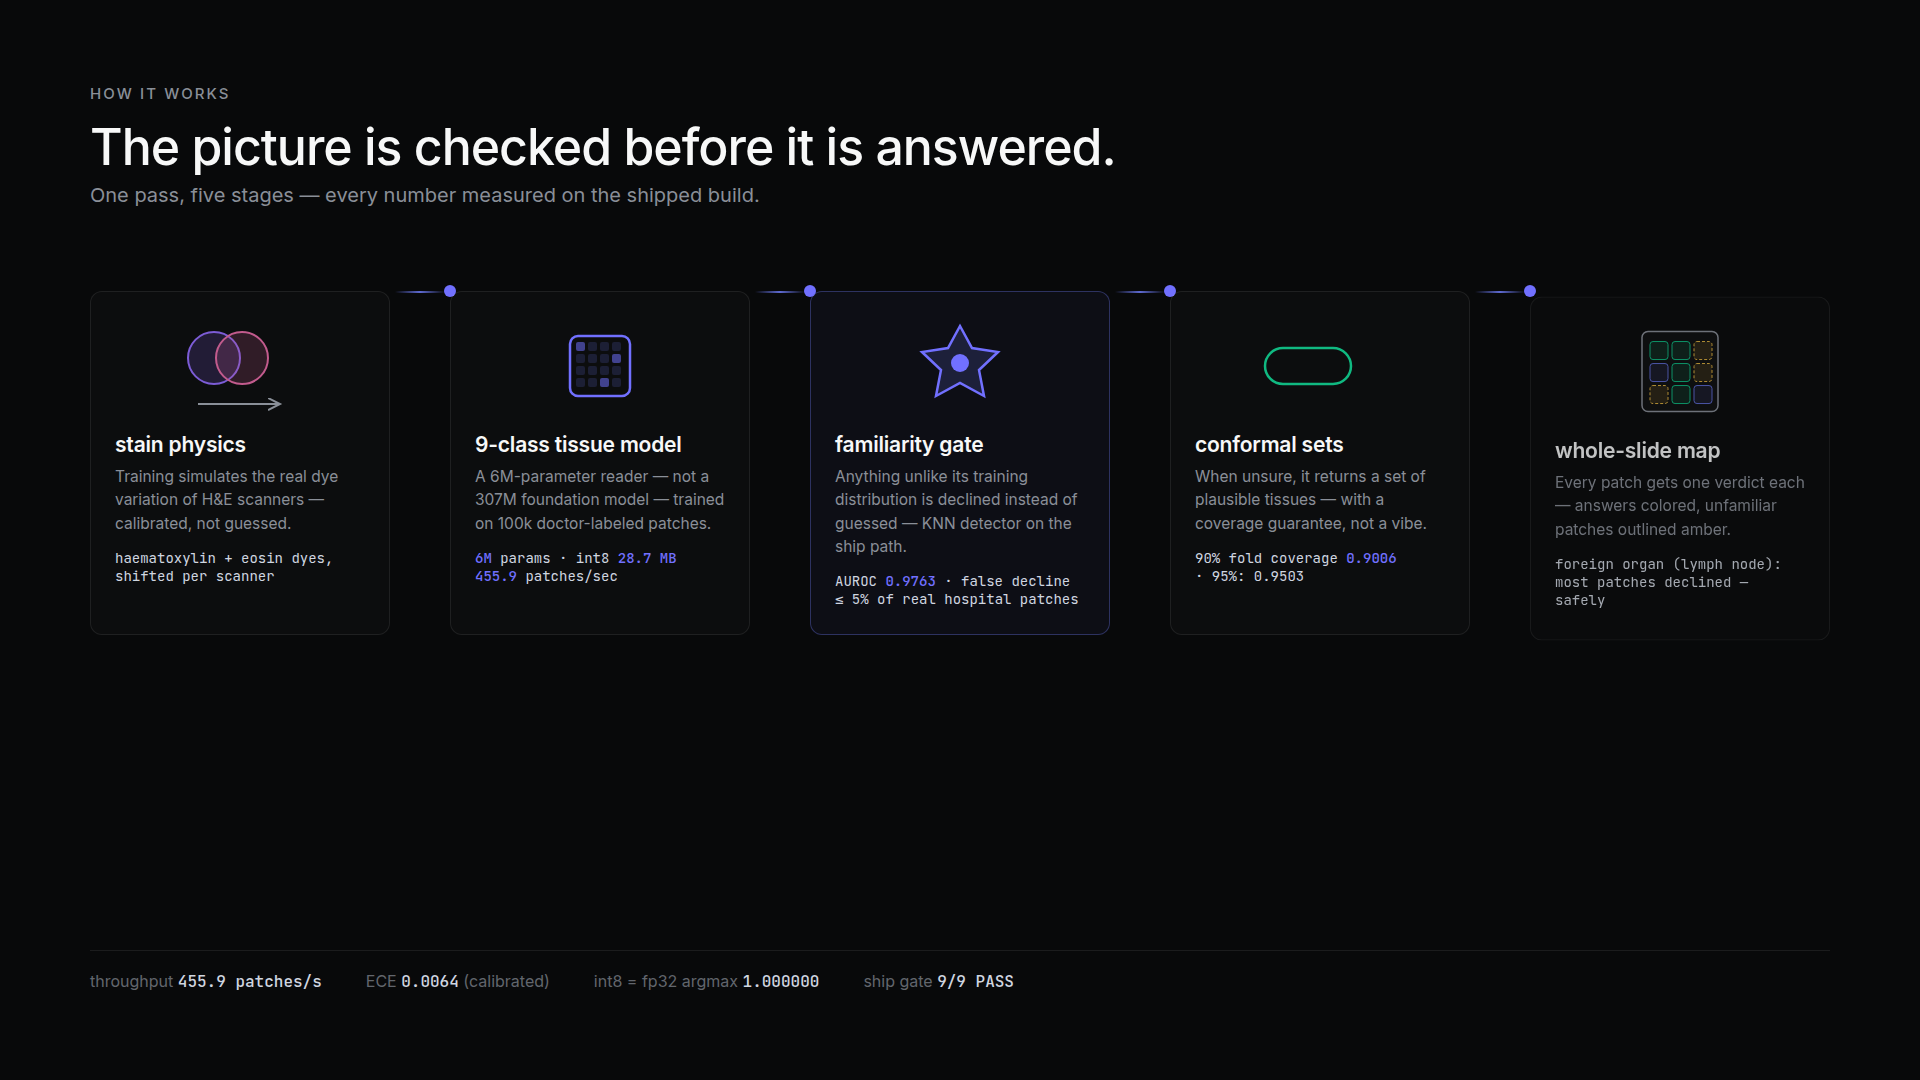 HOW IT WORKS
The picture is checked before it is answered.
One pass, five stages — every number measured on the shipped build.
stain physics
Training simulates the real dye
variation of H&E scanners —
calibrated, not guessed.
haematoxylin + eosin dyes,
shifted per scanner
9-class tissue model
A 6M-parameter reader — not a
307M foundation model — trained
on 100k doctor-labeled patches.
6M params · int8 28.7 MB
455.9 patches/sec
familiarity gate
Anything unlike its training
distribution is declined instead of
guessed — KNN detector on the
ship path.
AUROC 0.9763 · false decline
≤ 5% of real hospital patches
conformal sets
When unsure, it returns a set of
plausible tissues — with a
coverage guarantee, not a vibe.
90% fold coverage 0.9006
· 95%: 0.9503
whole-slide map
Every patch gets one verdict each
— answers colored, unfamiliar
patches outlined amber.
foreign organ (lymph node):
most patches declined —
safely
throughput 455.9 patches/s
ECE 0.0064 (calibrated)
int8 = fp32 argmax 1.000000
ship gate 9/9 PASS